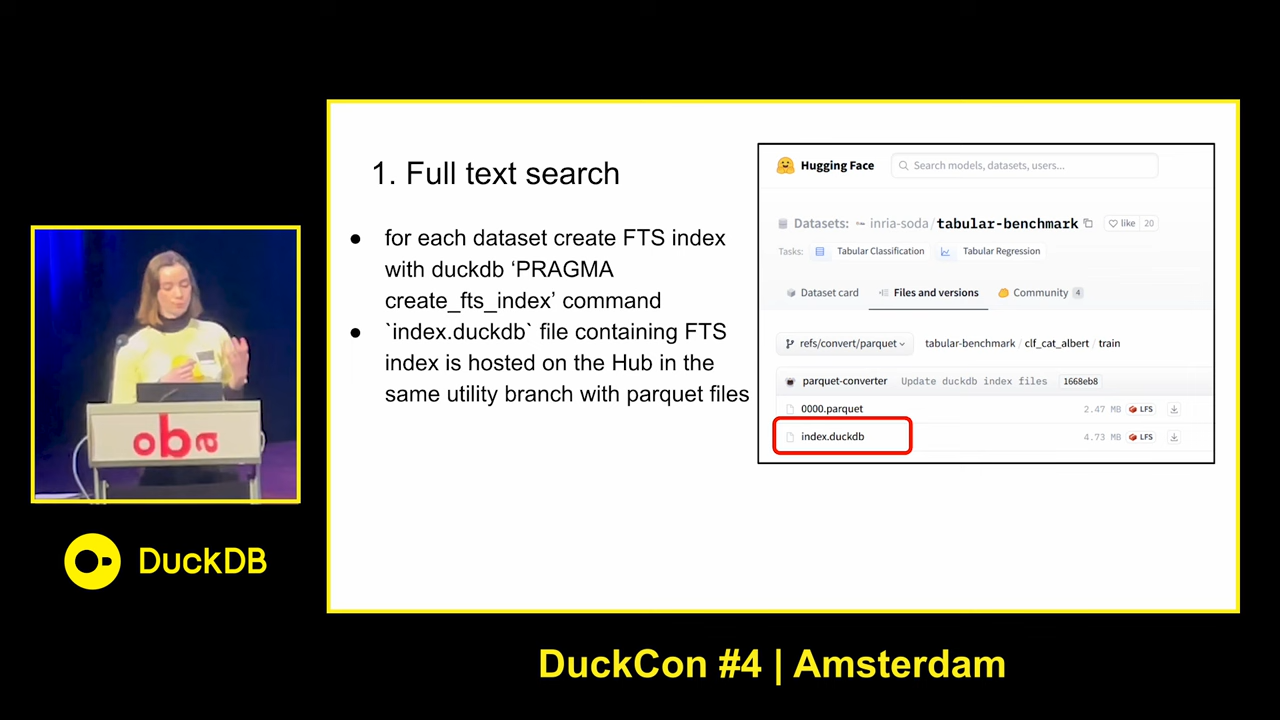 1. Full text search
● for each dataset create FTS index
with duckdb ‘PRAGMA
create_fts_index’ command
● `index.duckdb` file containing FTS
index is hosted on the Hub in the
same utility branch with parquet files
Hugging Face
Search models, datasets, users...
Datasets: inria-soda/tabular-benchmark like 20
Tasks: Tabular Classification Tabular Regression
Dataset card Files and versions Community 4
refs/convert/parquet tabular-benchmark / clf_cat_albert / train
parquet-converter Update duckdb index files 1668eb8
0000.parquet 2.47 MB LFS
index.duckdb 4.73 MB LFS
oba
DuckDB
DuckCon #4 | Amsterdam